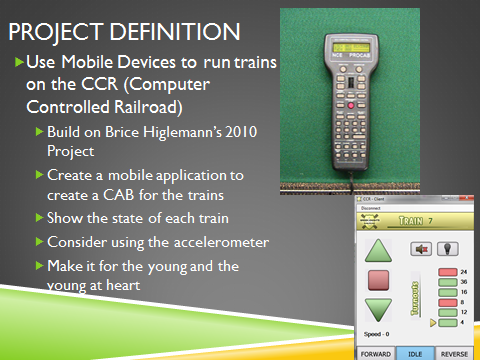 PROJECT DEFINITION
Use Mobile Devices to run trains
on the CCR (Computer
Controlled Railroad)
Build on Brice Higlemann's 2010
Project
Create a mobile application to
create a CAB for the trains
Show the state of each train
Consider using the accelerometer
Make it for the young and the
young at heart
NCE PROCAB
CCR - Client
Disconnect
TRAIN 7
Turnouts
24
36
16
8
12
4
Speed - 0
FORWARD IDLE REVERSE